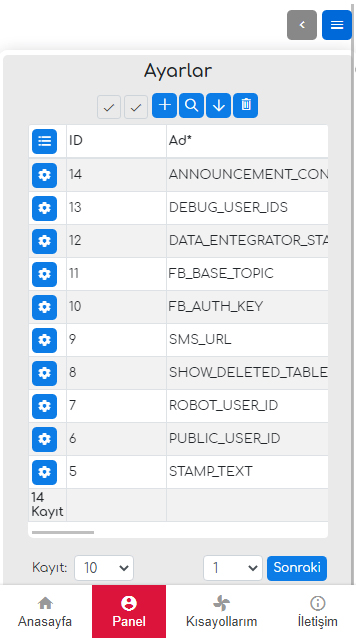 Ayarlar
ID Ad*
14 ANNOUNCEMENT_CON
13 DEBUG_USER_IDS
12 DATA_ENTEGRATOR_STA
11 FB_BASE_TOPIC
10 FB_AUTH_KEY
9 SMS_URL
8 SHOW_DELETED_TABLE
7 ROBOT_USER_ID
6 PUBLIC_USER_ID
5 STAMP_TEXT
14
Kayıt
Kayıt: 10 1 Sonraki
Anasayfa Panel Kısayollarım İletişim